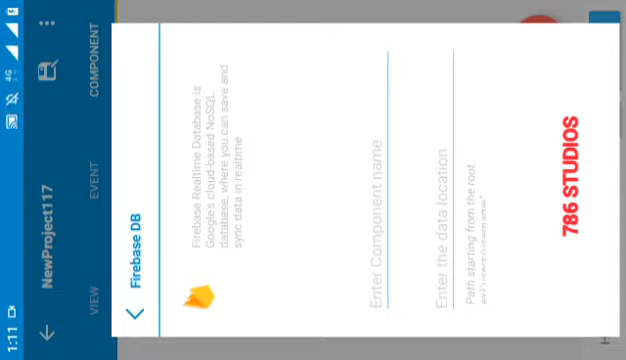 1:11
4G
NewProject117
VIEW
EVENT
COMPONENT
Firebase DB
Firebase Realtime Database is
Google's cloud-based NoSQL
database, where you can save and
sync data in realtime
Enter Component name
Enter the data location
Path starting from the root.
786 STUDIOS